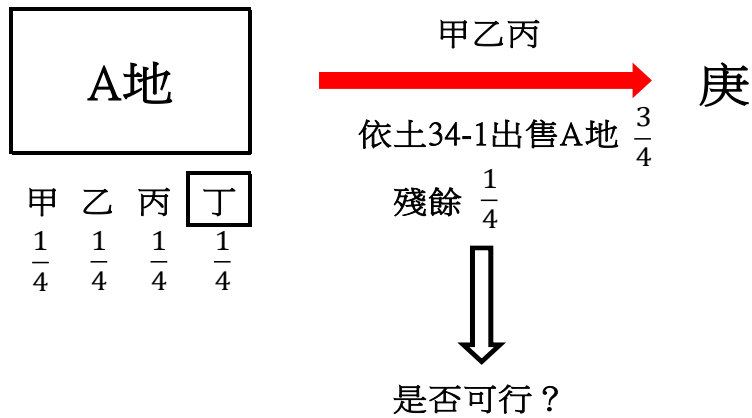 A地
甲乙丙
庚
依土34-1出售A地 3/4
殘餘 1/4
甲 乙 丙 丁
1/4 1/4 1/4 1/4
是否可行？